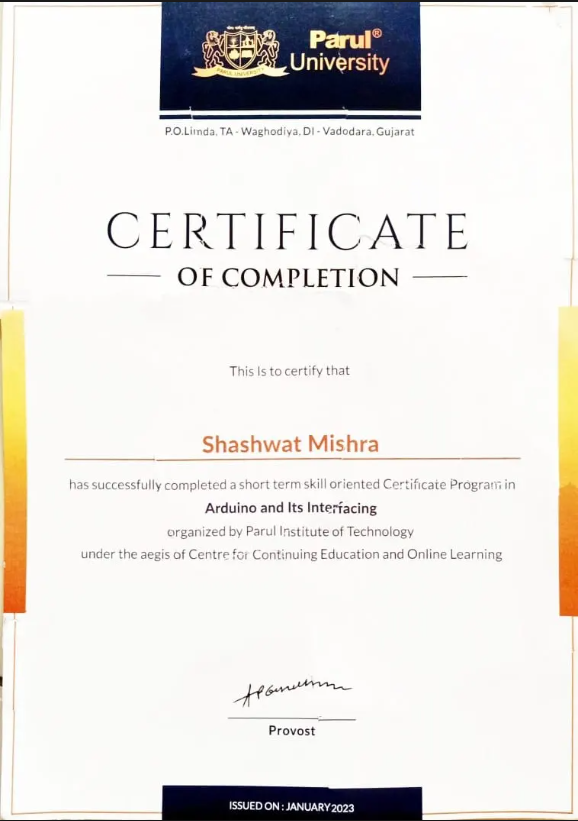 Parul®
University
PARUL UNIVERSITY
P.O.Limda, TA - Waghodiya, DI - Vadodara, Gujarat
CERTIFICATE
OF COMPLETION
This is to certify that
Shashwat Mishra
has successfully completed a short term skill oriented Certificate Program in
Arduino and Its Interfacing
organized by Parul Institute of Technology
under the aegis of Centre for Continuing Education and Online Learning
Provost
ISSUED ON : JANUARY 2023